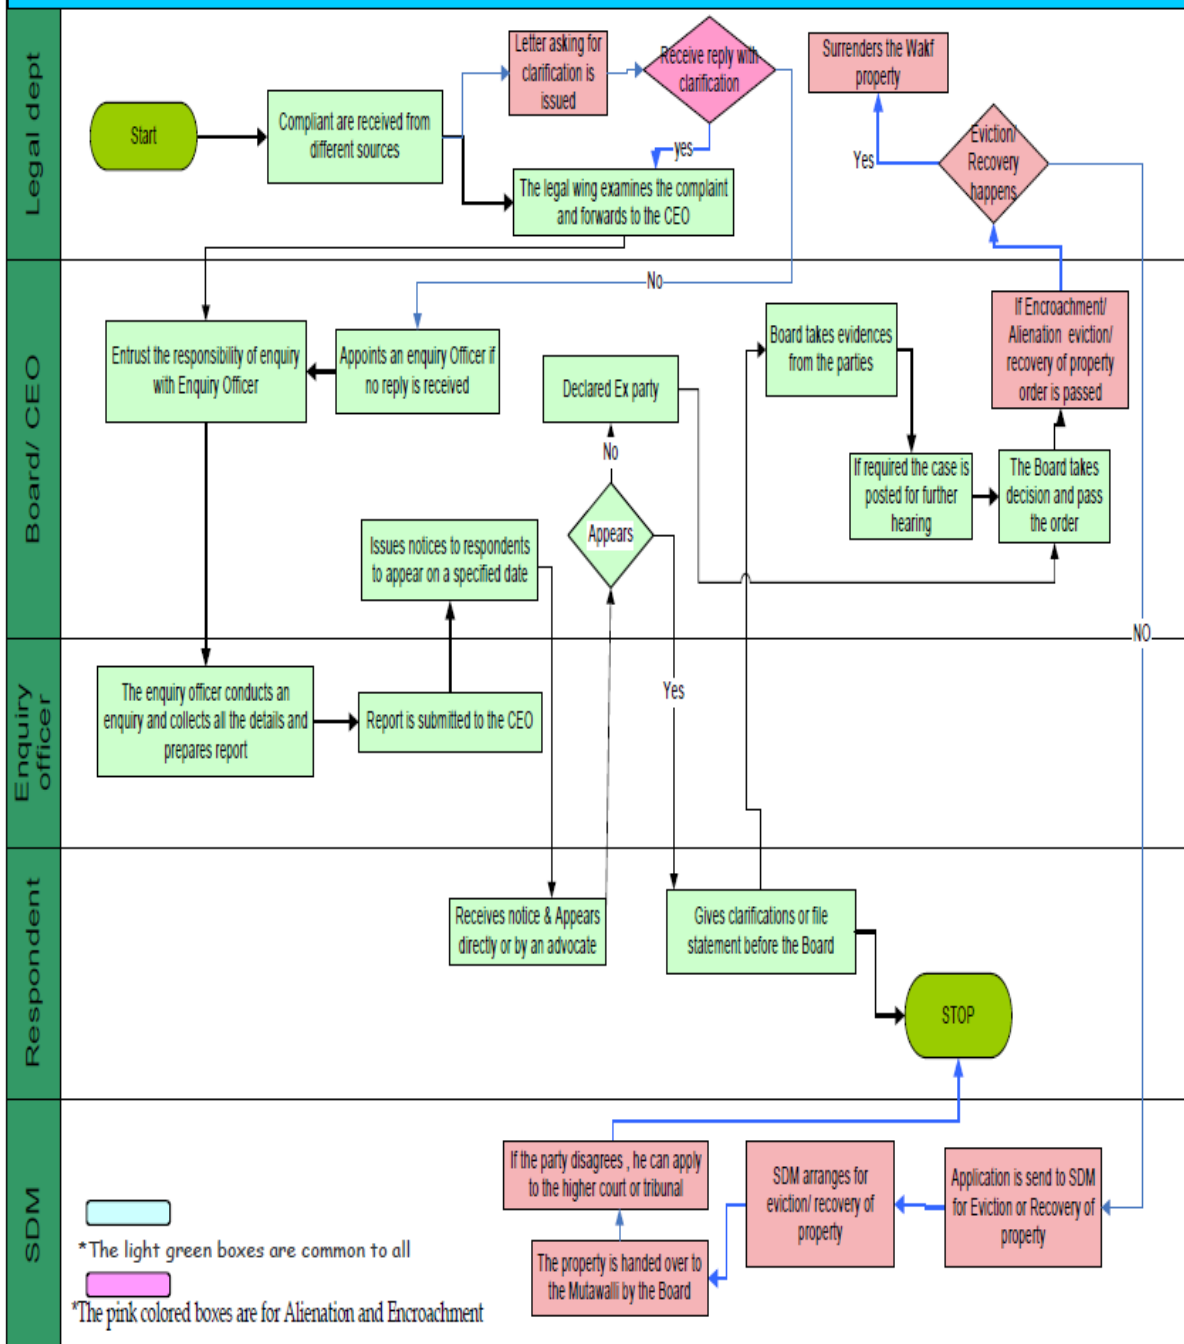 Legal dept
Start
Compliant are received from
different sources
Letter asking for
clarification is
issued
Receive reply with
clarification
yes
The legal wing examines the complaint
and forwards to the CEO
Surrenders the Wakf
property
Yes
Eviction/
Recovery
happens
Board/ CEO
No
Entrust the responsibility of enquiry
with Enquiry Officer
Appoints an enquiry Officer if
no reply is received
Declared Ex party
No
Appears
Issues notices to respondents
to appear on a specified date
Board takes evidences
from the parties
If required the case is
posted for further
hearing
The Board takes
decision and pass
the order
If Encroachment/
Alienation eviction/
recovery of property
order is passed
NO
Enquiry
officer
The enquiry officer conducts an
enquiry and collects all the details and
prepares report
Report is submitted to the CEO
Yes
Respondent
Receives notice & Appears
directly or by an advocate
Gives clarifications or file
statement before the Board
STOP
SDM
If the party disagrees , he can apply
to the higher court or tribunal
SDM arranges for
eviction/ recovery of
property
Application is send to SDM
for Eviction or Recovery of
property
The property is handed over to
the Mutawalli by the Board
*The light green boxes are common to all
*The pink colored boxes are for Alienation and Encroachment